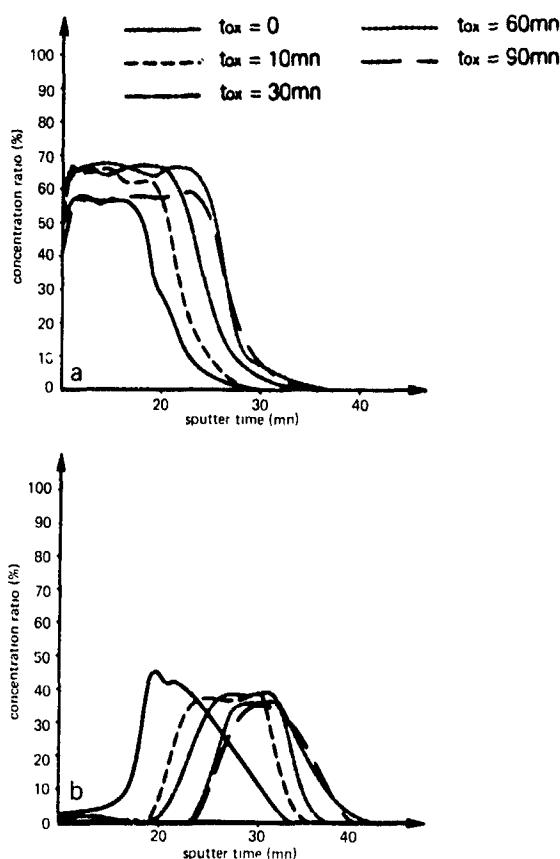 tox = 0
tox = 60mn
tox = 10mn
tox = 90mn
tox = 30mn
concentration ratio (%)
100
90
80
70
60
50
40
30
20
10
0
a
20
30
40
sputter time (mn)
concentration ratio (%)
100
90
80
70
60
50
40
30
20
10
0
b
20
30
40
sputter time (mn)